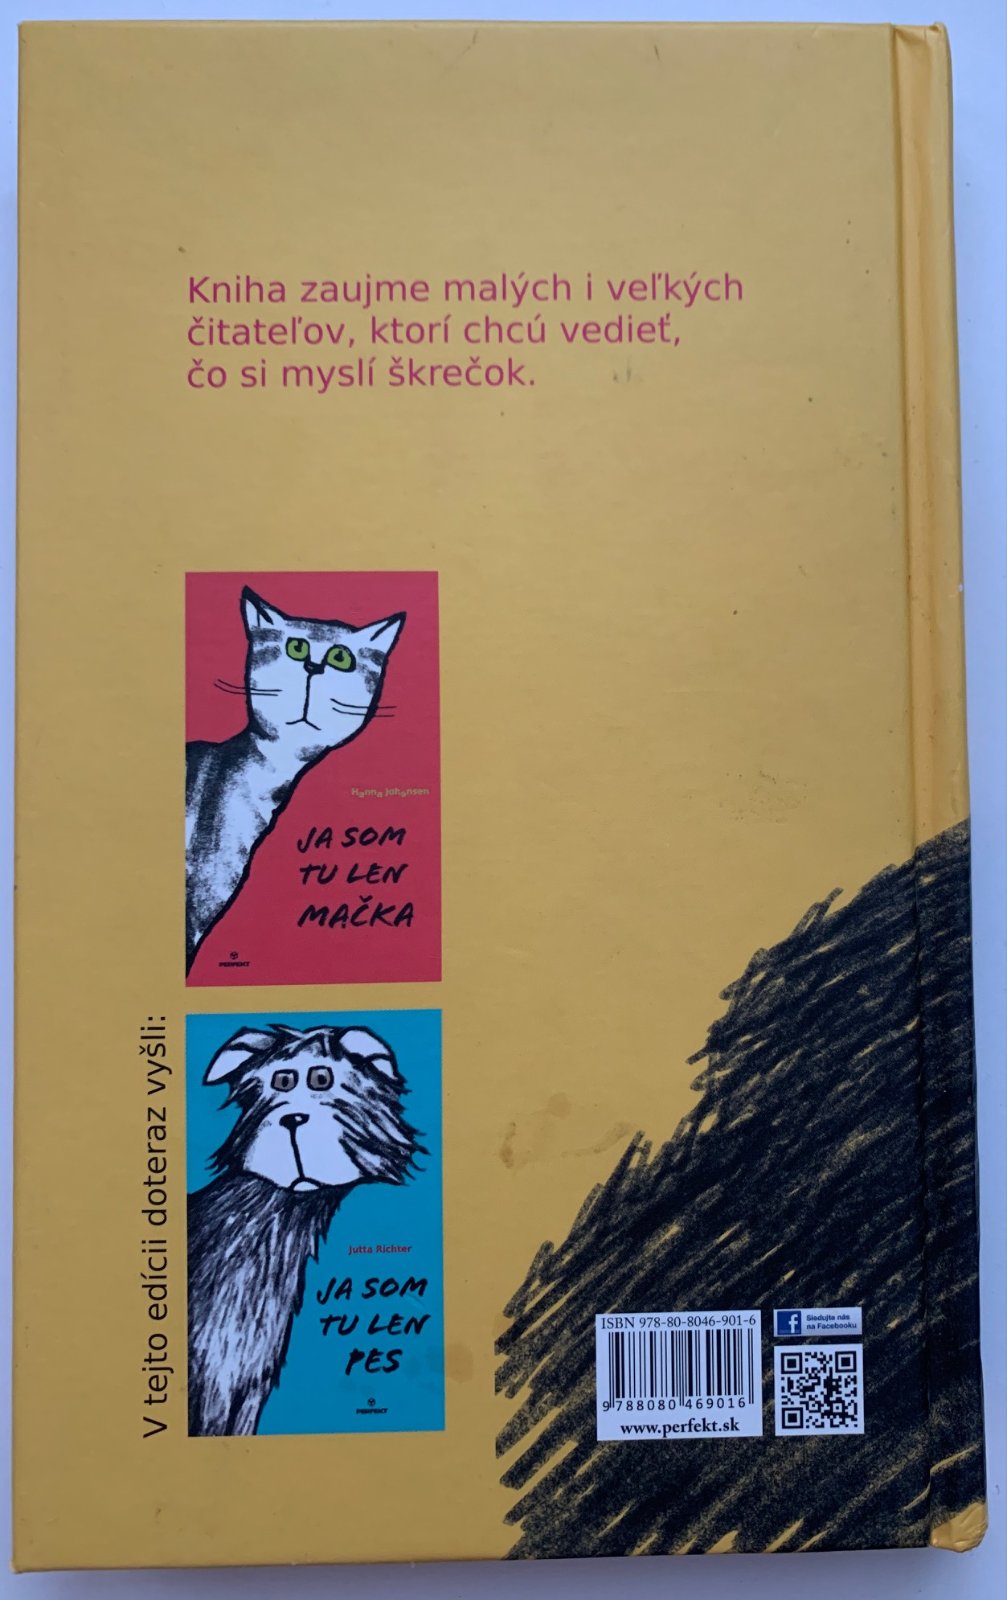 Kniha zaujme malých i veľkých
čitateľov, ktorí chcú vedieť,
čo si myslí škrečok.
V tejto edícii doteraz vyšli:
Hanna Johansen
JA SOM
TU LEN
MAČKA
PERFEKT
Jutta Richter
JA SOM
TU LEN
PES
PERFEKT
ISBN 978-80-8046-901-6
9 788080 469016
www.perfekt.sk
Sledujte nás
na Facebooku